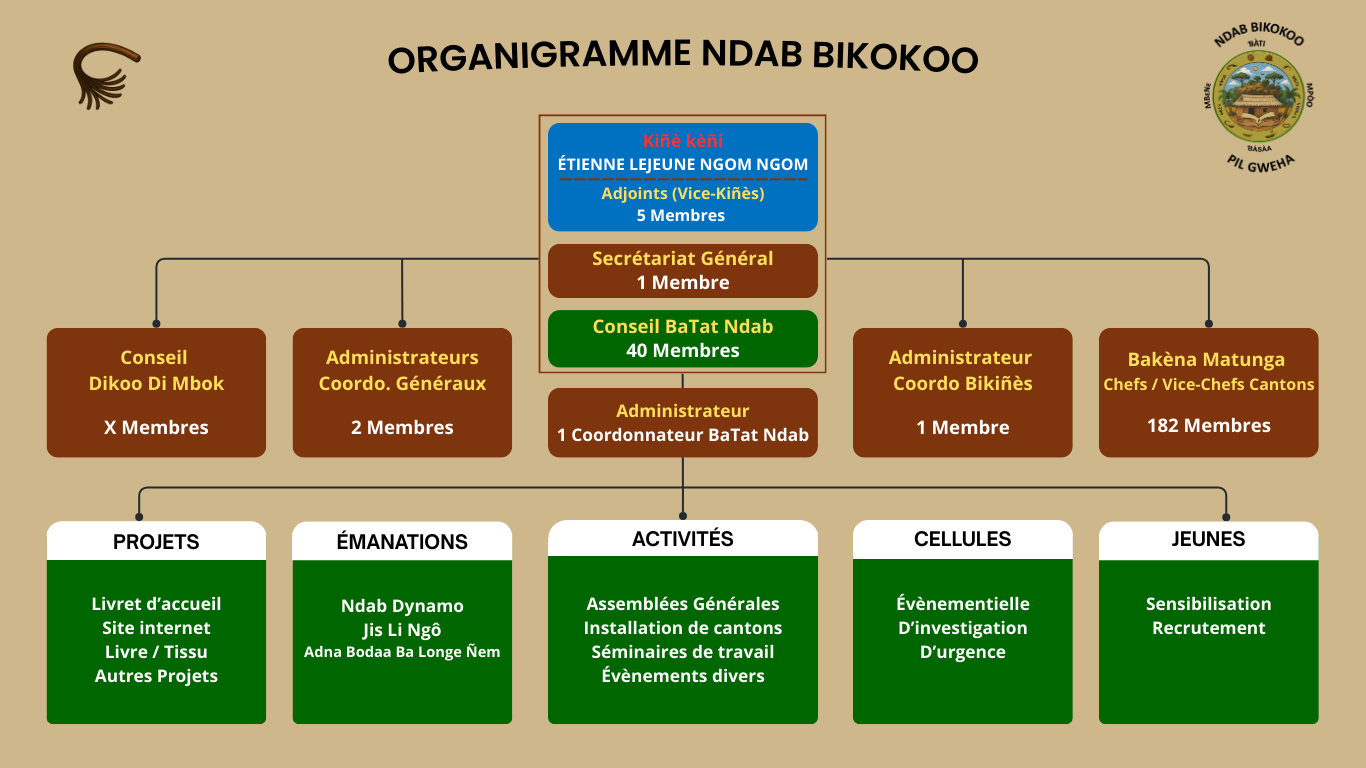 ORGANIGRAMME NDAB BIKOKOO
NDAB BIKOKOO
BÀTI
MBƐNƐ
MPÒO
BÀSÀA
PIL GWEHA
Kiñè kèñi
ÉTIENNE LEJEUNE NGOM NGOM
Adjoints (Vice-Kiñès)
5 Membres
Secrétariat Général
1 Membre
Conseil BaTat Ndab
40 Membres
Conseil
Dikoo Di Mbok
X Membres
Administrateurs
Coordo. Généraux
2 Membres
Administrateur
1 Coordonnateur BaTat Ndab
Administrateur
Coordo Bikiñès
1 Membre
Bakèna Matunga
Chefs / Vice-Chefs Cantons
182 Membres
PROJETS
Livret d’accueil
Site internet
Livre / Tissu
Autres Projets
ÉMANATIONS
Ndab Dynamo
Jis Li Ngô
Adna Bodaa Ba Longe Ñem
ACTIVITÉS
Assemblées Générales
Installation de cantons
Séminaires de travail
Évènements divers
CELLULES
Évènementielle
D’investigation
D’urgence
JEUNES
Sensibilisation
Recrutement